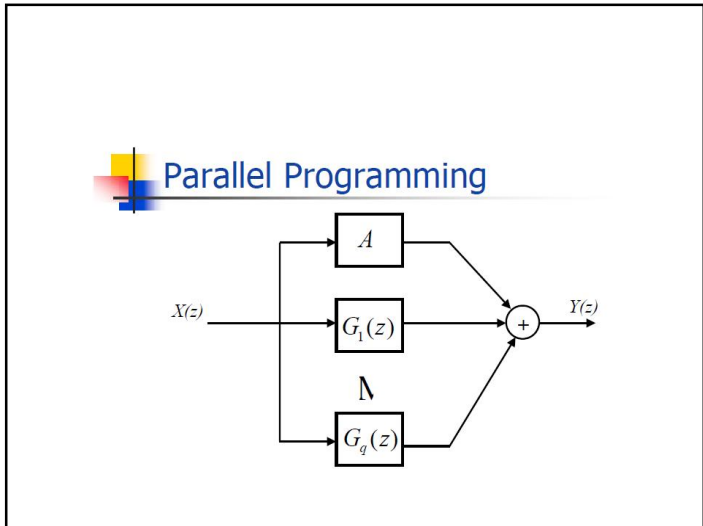 Parallel Programming
A
X(z)
G₁(z)
+
Y(z)
N
G_q(z)